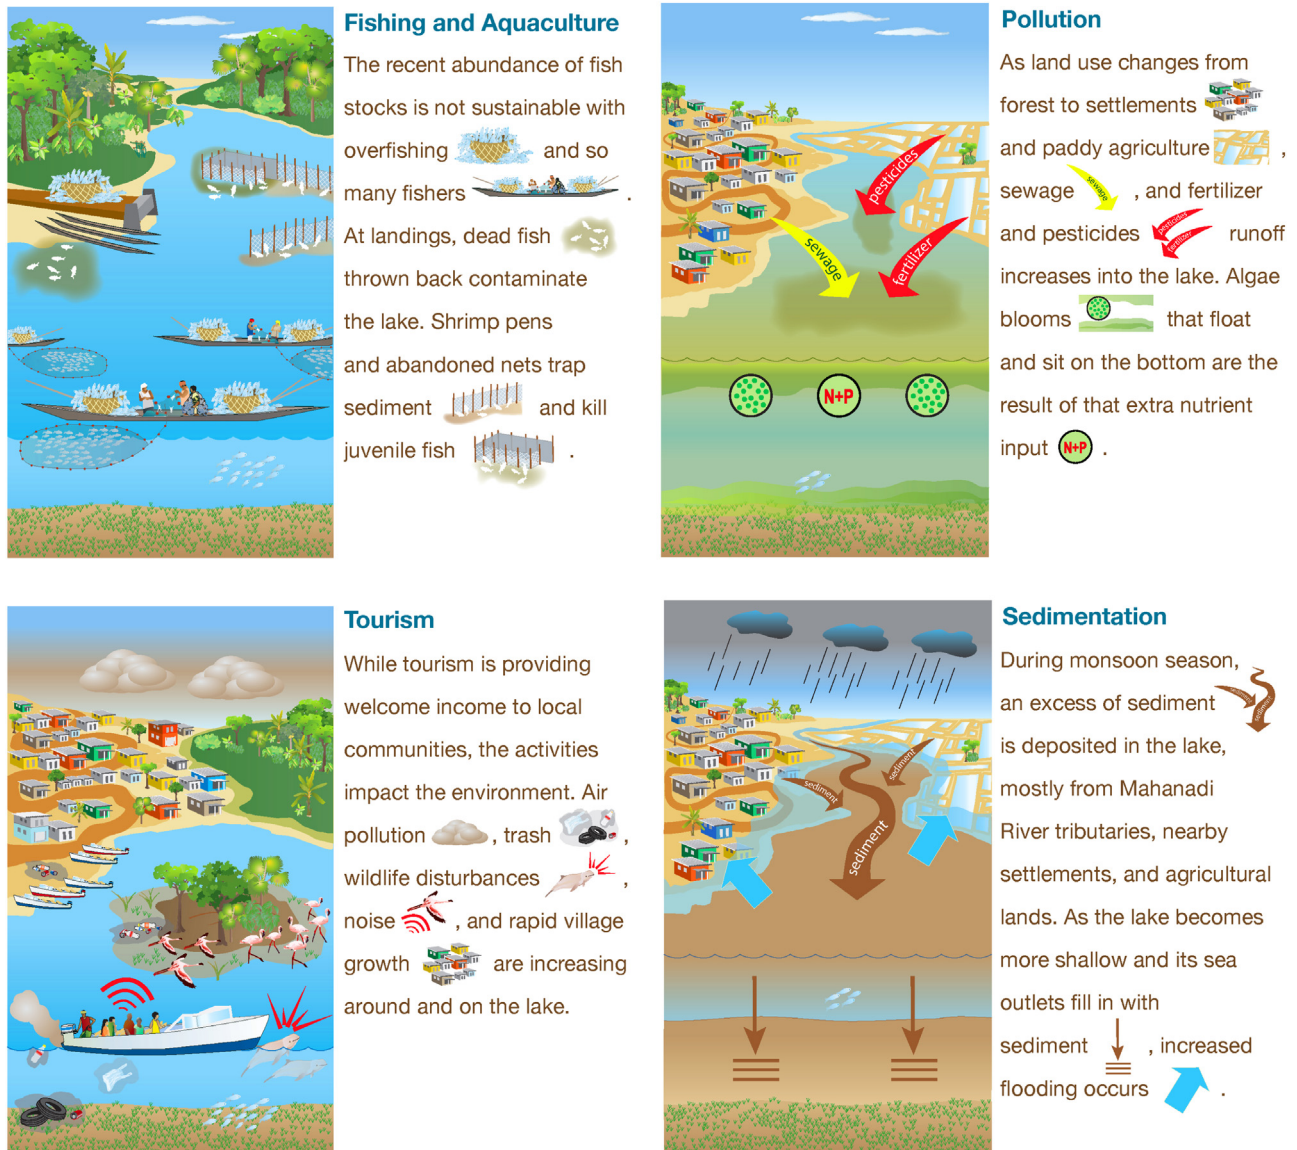 Fishing and Aquaculture
The recent abundance of fish
stocks is not sustainable with
overfishing and so
many fishers .
At landings, dead fish
thrown back contaminate
the lake. Shrimp pens
and abandoned nets trap
sediment and kill
juvenile fish .
pesticides
sewage
fertilizer
N+P
Pollution
As land use changes from
forest to settlements
and paddy agriculture ,
sewage sewage , and fertilizer
and pesticides pesticides fertilizer runoff
increases into the lake. Algae
blooms that float
and sit on the bottom are the
result of that extra nutrient
input N+P .
Tourism
While tourism is providing
welcome income to local
communities, the activities
impact the environment. Air
pollution , trash ,
wildlife disturbances ,
noise , and rapid village
growth are increasing
around and on the lake.
sediment
sediment
sediment
Sedimentation
During monsoon season,
an excess of sediment sediment sediment
is deposited in the lake,
mostly from Mahanadi
River tributaries, nearby
settlements, and agricultural
lands. As the lake becomes
more shallow and its sea
outlets fill in with
sediment , increased
flooding occurs .